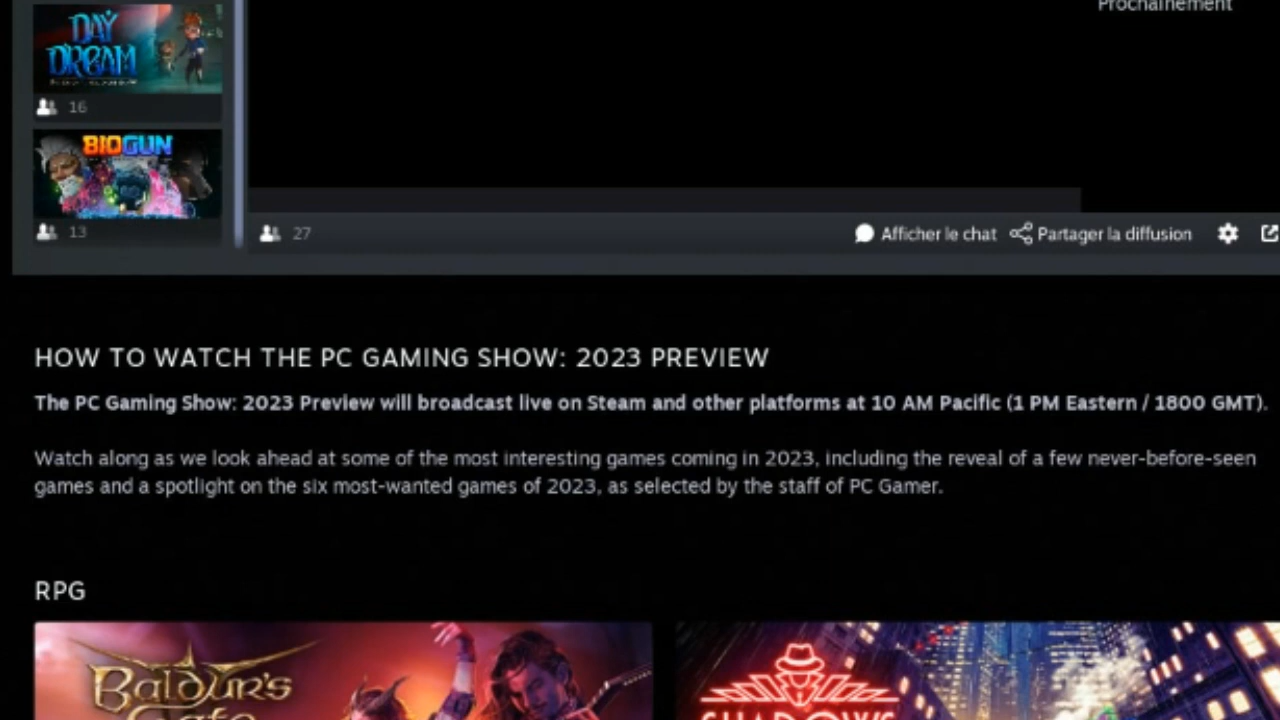 Prochainement
DAY
DREAM
16
BIOGUN
13
27
Afficher le chat
Partager la diffusion
HOW TO WATCH THE PC GAMING SHOW: 2023 PREVIEW
The PC Gaming Show: 2023 Preview will broadcast live on Steam and other platforms at 10 AM Pacific (1 PM Eastern / 1800 GMT).
Watch along as we look ahead at some of the most interesting games coming in 2023, including the reveal of a few never-before-seen
games and a spotlight on the six most-wanted games of 2023, as selected by the staff of PC Gamer.
RPG
Baldur's
Gate
SHADOWS